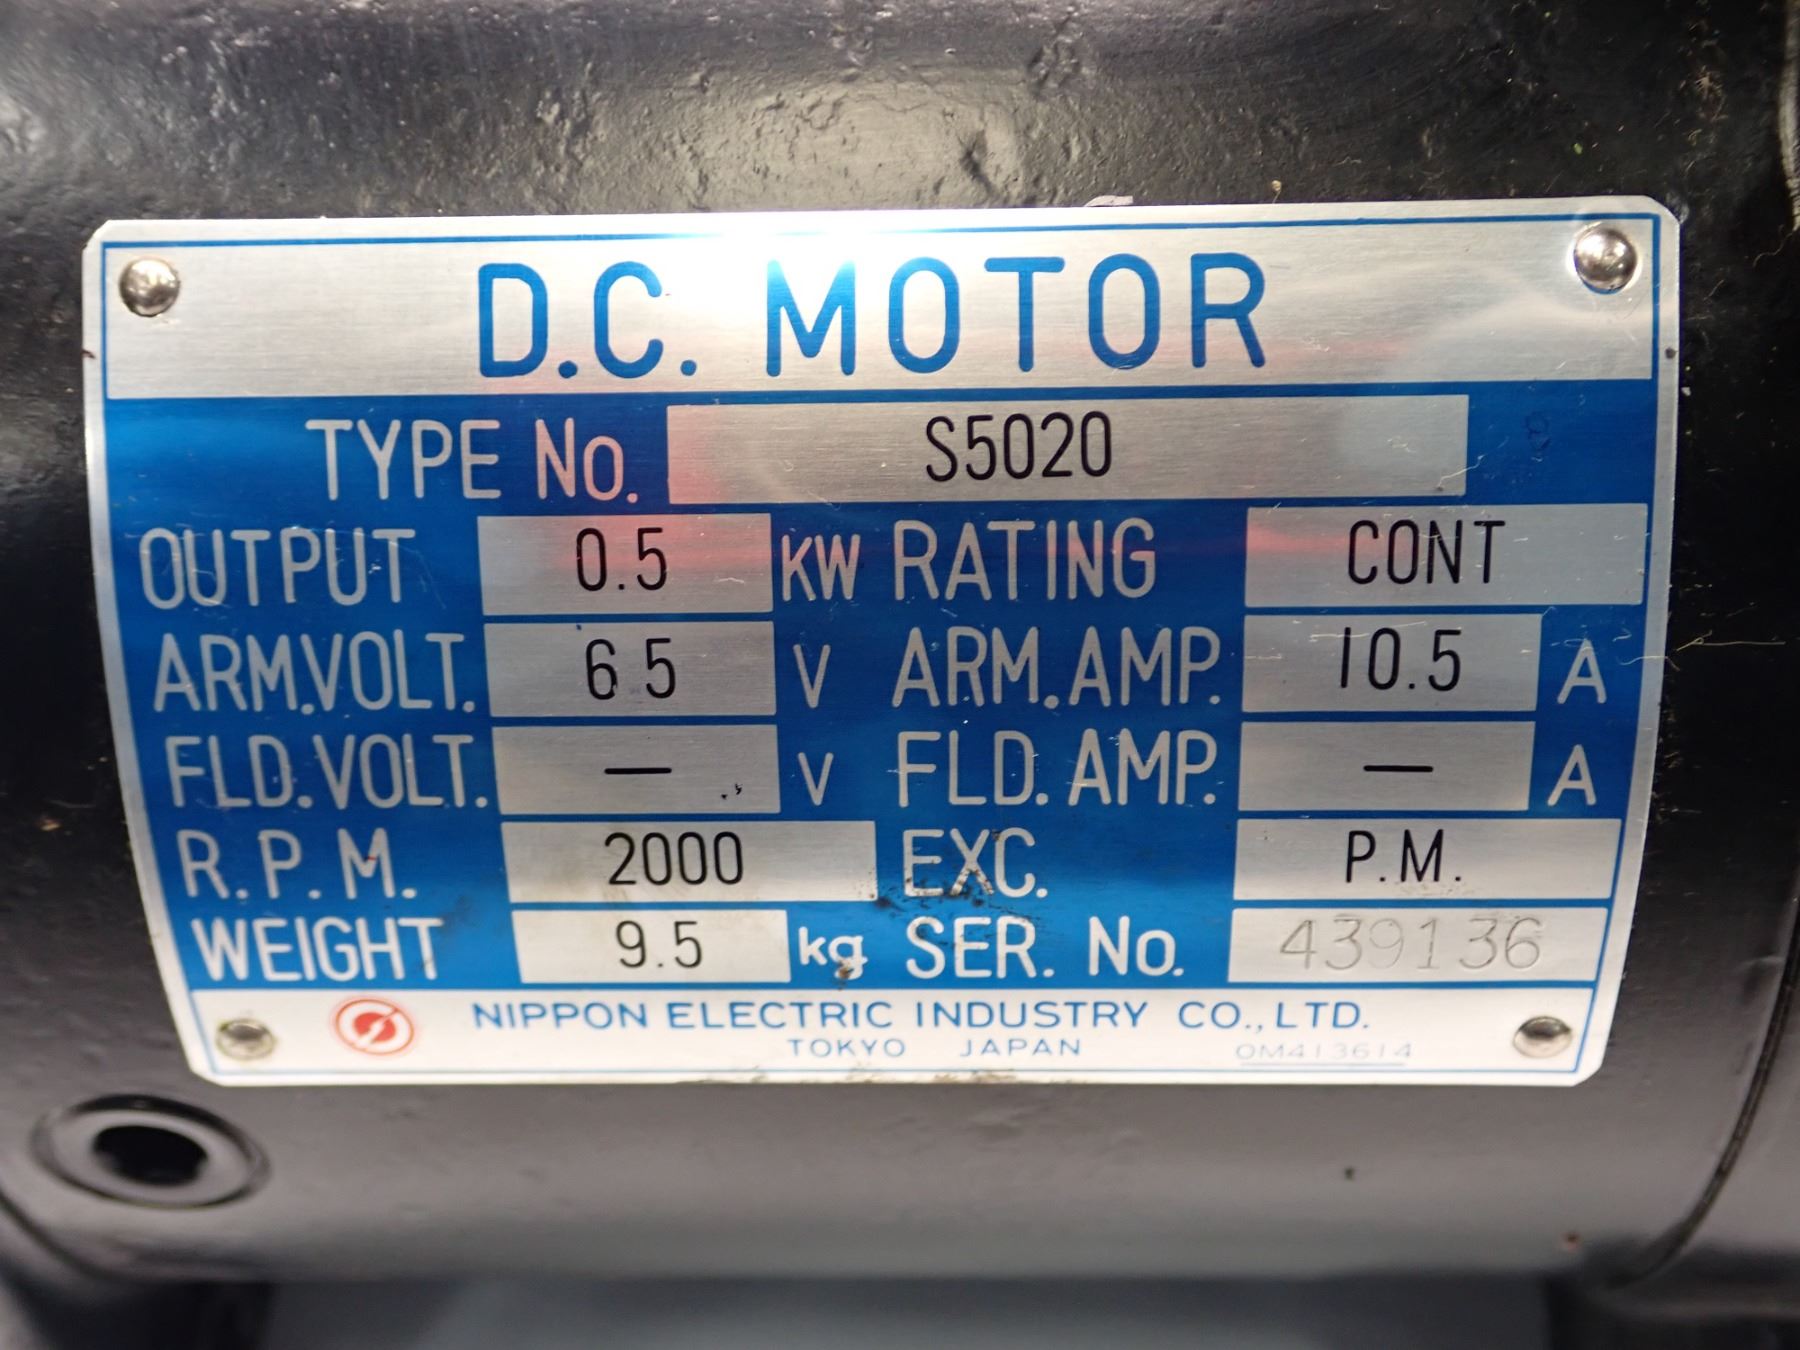 D.C. MOTOR
TYPE No. S5020
OUTPUT 0.5 KW RATING CONT
ARM.VOLT. 65 V ARM.AMP. 10.5 A
FLD.VOLT. — V FLD.AMP. — A
R.P.M. 2000 EXC. P.M.
WEIGHT 9.5 kg SER. No. 439136
NIPPON ELECTRIC INDUSTRY CO., LTD.
TOKYO JAPAN OM413614